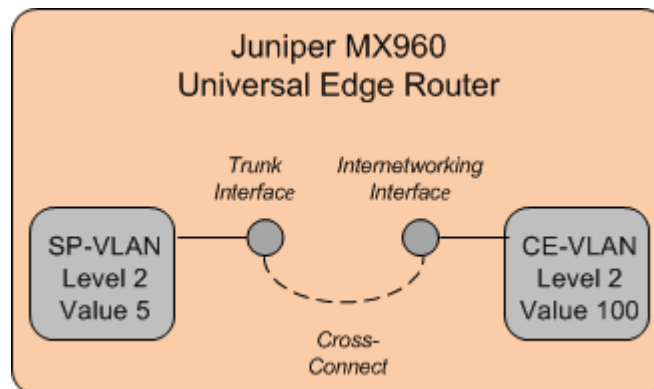 Juniper MX960
Universal Edge Router
Trunk
Interface
Internetworking
Interface
SP-VLAN
Level 2
Value 5
CE-VLAN
Level 2
Value 100
Cross-
Connect